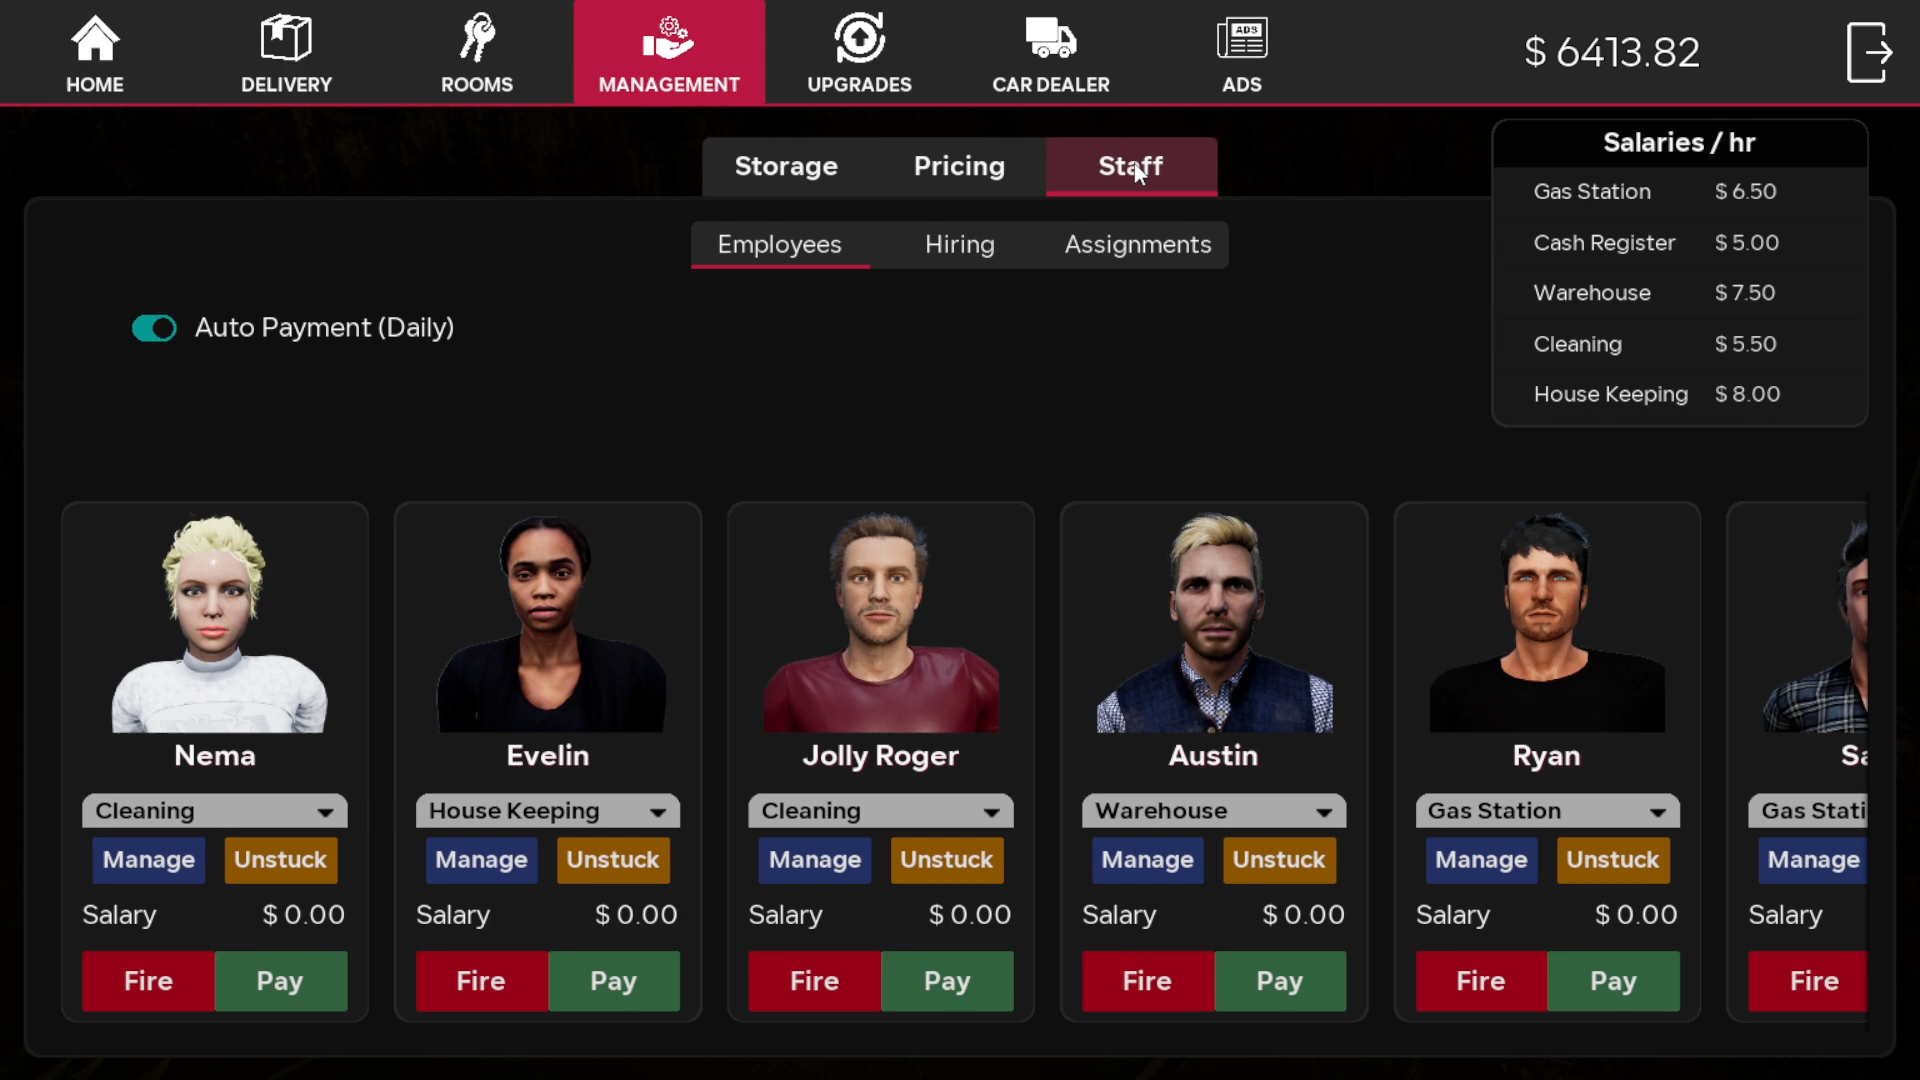 HOME
DELIVERY
ROOMS
MANAGEMENT
UPGRADES
CAR DEALER
ADS
ADS
$ 6413.82
Storage
Pricing
Staff
Employees
Hiring
Assignments
Auto Payment (Daily)
Salaries / hr
Gas Station $ 6.50
Cash Register $ 5.00
Warehouse $ 7.50
Cleaning $ 5.50
House Keeping $ 8.00
Nema
Cleaning
Manage Unstuck
Salary $ 0.00
Fire Pay
Evelin
House Keeping
Manage Unstuck
Salary $ 0.00
Fire Pay
Jolly Roger
Cleaning
Manage Unstuck
Salary $ 0.00
Fire Pay
Austin
Warehouse
Manage Unstuck
Salary $ 0.00
Fire Pay
Ryan
Gas Station
Manage Unstuck
Salary $ 0.00
Fire Pay
Sa
Gas Stati
Manage
Salary
Fire